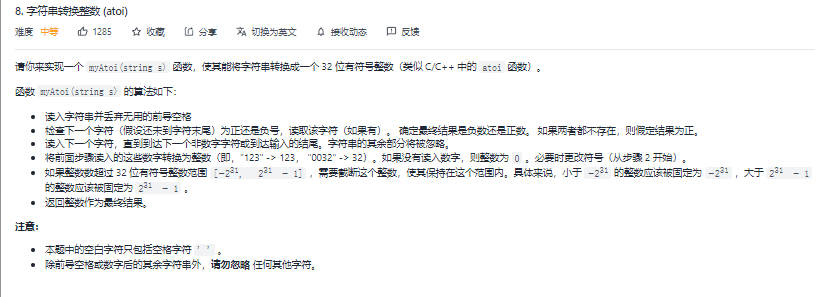 8. 字符串转换整数 (atoi)
难度 中等 1285 收藏 分享 切换为英文 接收动态 反馈
请你来实现一个 myAtoi(string s) 函数，使其能将字符串转换成一个 32 位有符号整数（类似 C/C++ 中的 atoi 函数）。
函数 myAtoi(string s) 的算法如下：
• 读入字符串并丢弃无用的前导空格
• 检查下一个字符（假设还未到字符末尾）为正还是负号，读取该字符（如果有）。 确定最终结果是负数还是正数。 如果两者都不存在，则假定结果为正。
• 读入下一个字符，直到到达下一个非数字字符或到达输入的结尾。字符串的其余部分将被忽略。
• 将前面步骤读入的这些数字转换为整数（即，"123" -> 123， "0032" -> 32）。如果没有读入数字，则整数为 0 。必要时更改符号（从步骤 2 开始）。
• 如果整数数超过 32 位有符号整数范围 [−2³¹, 2³¹ − 1] ，需要截断这个整数，使其保持在这个范围内。具体来说，小于 −2³¹ 的整数应该被固定为 −2³¹ ，大于 2³¹ − 1
的整数应该被固定为 2³¹ − 1 。
• 返回整数作为最终结果。
注意：
• 本题中的空白字符只包括空格字符 ' ' 。
• 除前导空格或数字后的其余字符串外，请勿忽略 任何其他字符。